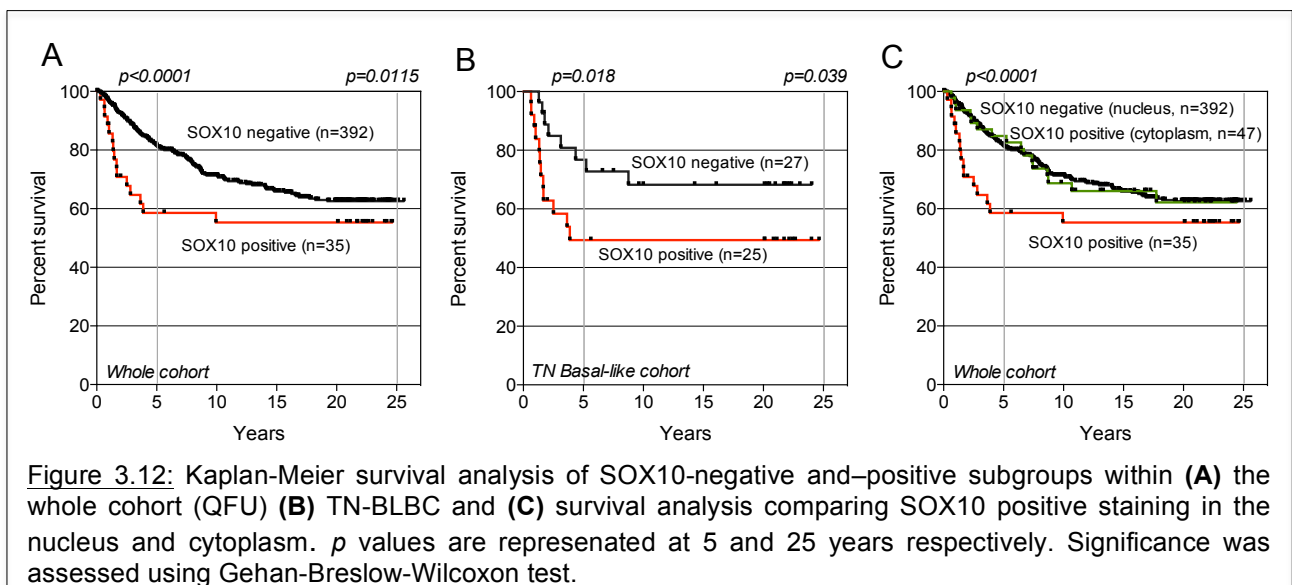 A
B
C
p<0.0001 p=0.0115
p=0.018 p=0.039
p<0.0001
Percent survival
100
80
60
40
20
0
SOX10 negative (n=392)
SOX10 positive (n=35)
Whole cohort
0 5 10 15 20 25
Years
Percent survival
100
80
60
40
20
0
SOX10 negative (n=27)
SOX10 positive (n=25)
TN Basal-like cohort
0 5 10 15 20 25
Years
Percent survival
100
80
60
40
20
0
SOX10 negative (nucleus, n=392)
SOX10 positive (cytoplasm, n=47)
SOX10 positive (n=35)
Whole cohort
0 5 10 15 20 25
Years
Figure 3.12: Kaplan-Meier survival analysis of SOX10-negative and–positive subgroups within (A) the
whole cohort (QFU) (B) TN-BLBC and (C) survival analysis comparing SOX10 positive staining in the
nucleus and cytoplasm. p values are represenated at 5 and 25 years respectively. Significance was
assessed using Gehan-Breslow-Wilcoxon test.